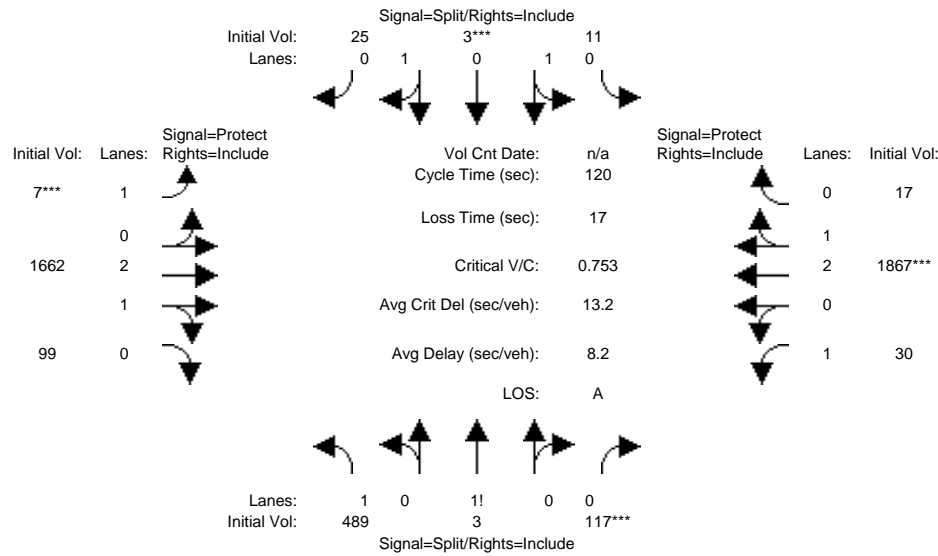 Signal=Split/Rights=Include
Initial Vol: 25 3*** 11
Lanes: 0 1 0 1 0
Signal=Protect Signal=Protect
Initial Vol: Lanes: Rights=Include Vol Cnt Date: n/a Rights=Include Lanes: Initial Vol:
Cycle Time (sec): 120
7*** 1 0 17
Loss Time (sec): 17
0 1
1662 2 Critical V/C: 0.753 2 1867***
1 Avg Crit Del (sec/veh): 13.2 0
99 0 Avg Delay (sec/veh): 8.2 1 30
LOS: A
Lanes: 1 0 1! 0 0
Initial Vol: 489 3 117***
Signal=Split/Rights=Include